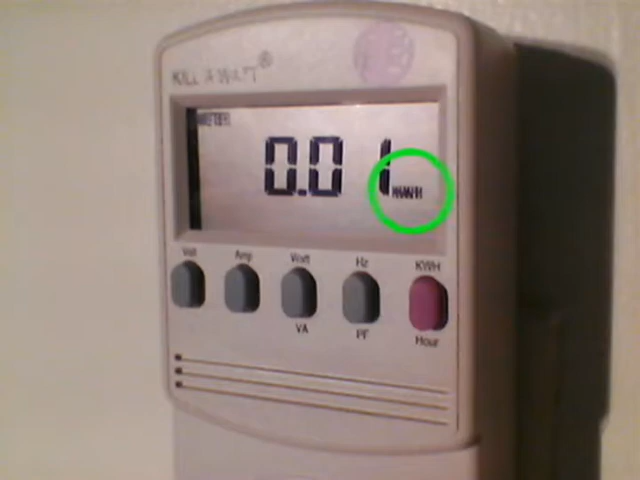 KILL A WATT®
METER
0.01 KWH
Volt Amp Watt Hz KWH
VA PF Hour